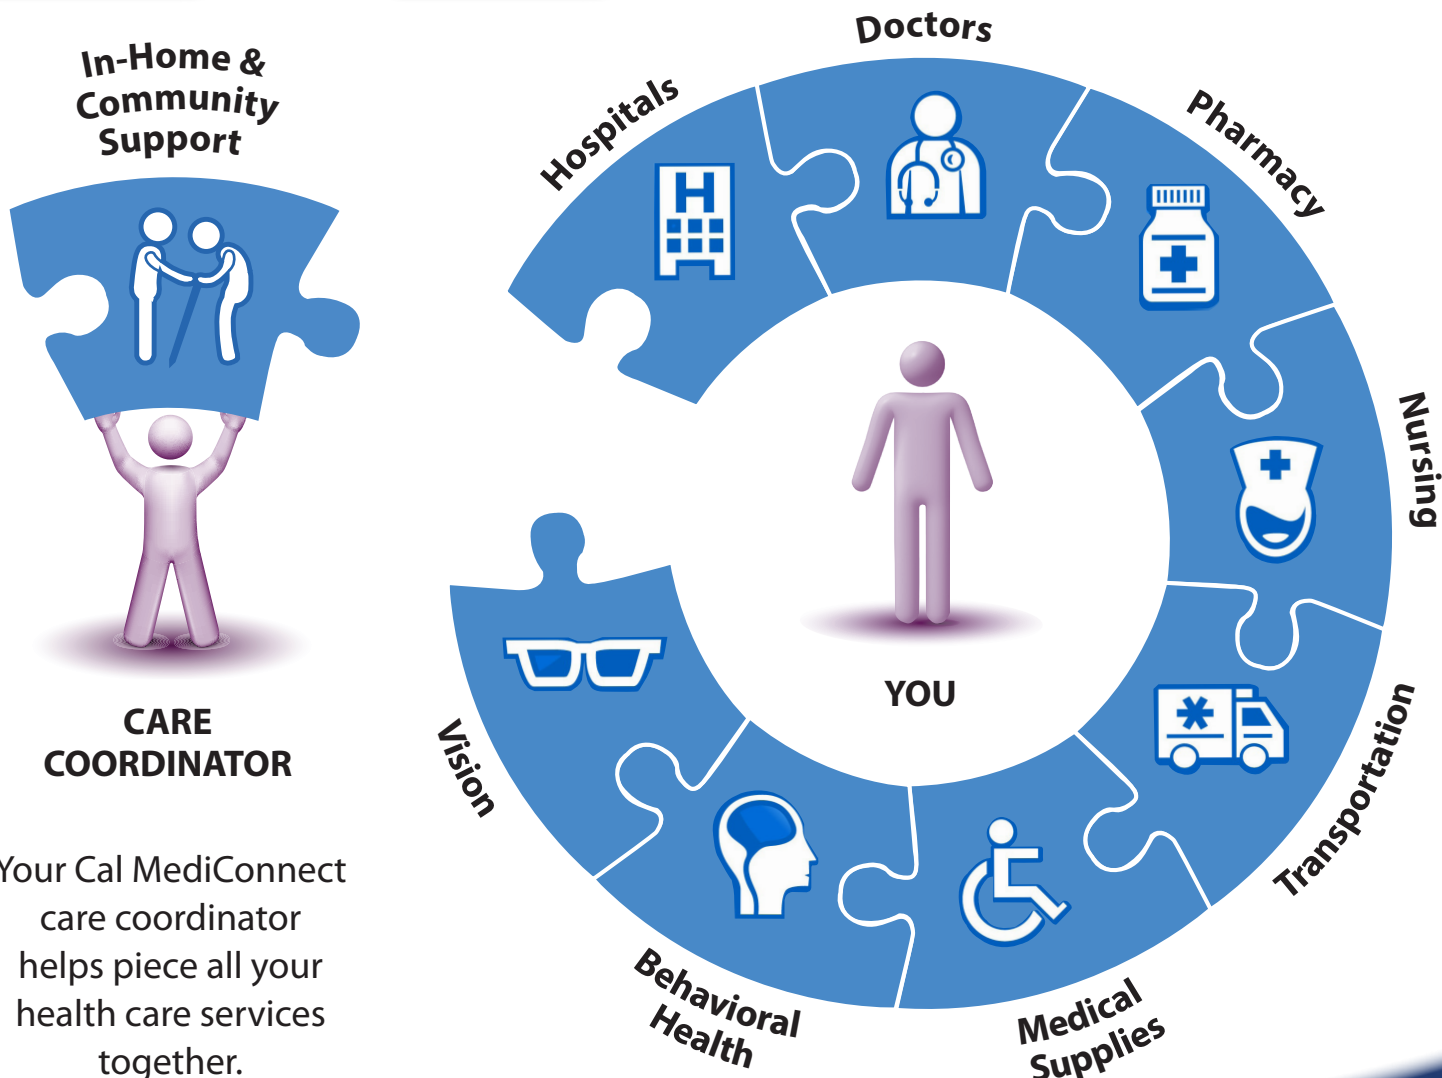 In-Home &
Community
Support
CARE
COORDINATOR
Your Cal MediConnect
care coordinator
helps piece all your
health care services
together.
Hospitals
Doctors
Pharmacy
Nursing
Transportation
Medical
Supplies
Behavioral
Health
Vision
YOU
H